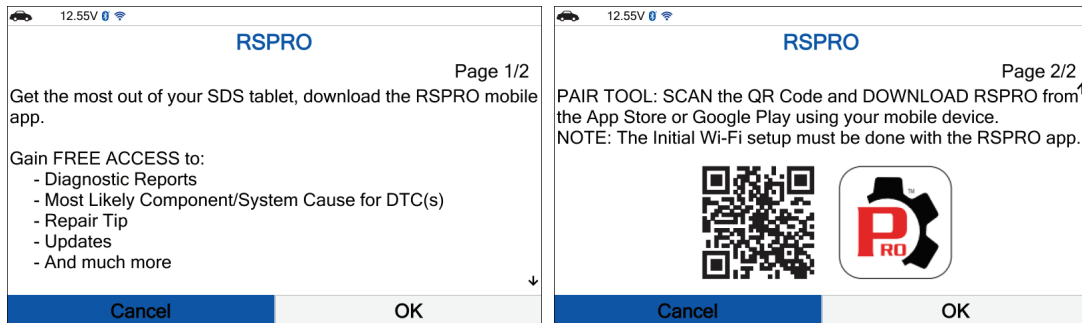 12.55V
RSPRO
Page 1/2
Get the most out of your SDS tablet, download the RSPRO mobile
app.
Gain FREE ACCESS to:
- Diagnostic Reports
- Most Likely Component/System Cause for DTC(s)
- Repair Tip
- Updates
- And much more
Cancel
OK
12.55V
RSPRO
Page 2/2
PAIR TOOL: SCAN the QR Code and DOWNLOAD RSPRO from
the App Store or Google Play using your mobile device.
NOTE: The Initial Wi-Fi setup must be done with the RSPRO app.
TM
PRO
Cancel
OK